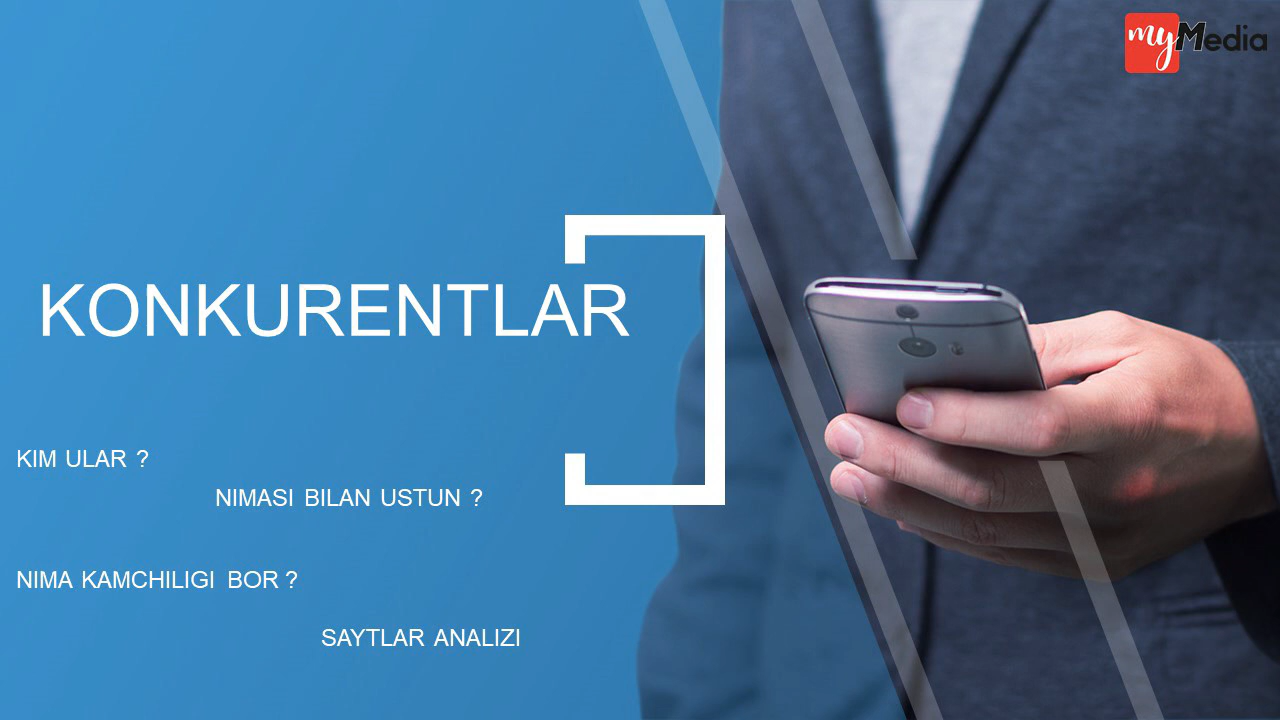 myMedia
KONKURENTLAR
KIM ULAR ?
NIMASI BILAN USTUN ?
NIMA KAMCHILIGI BOR ?
SAYTLAR ANALIZI